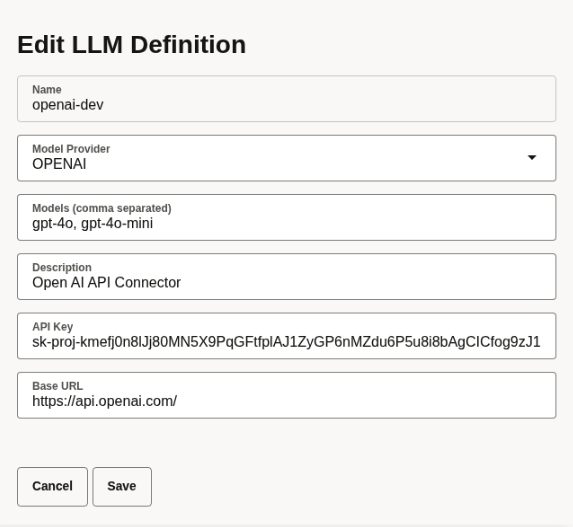 Edit LLM Definition
Name
openai-dev
Model Provider
OPENAI
Models (comma separated)
gpt-4o, gpt-4o-mini
Description
Open AI API Connector
API Key
sk-proj-kmefj0n8lJj80MN5X9PqGFtfplAJ1ZyGP6nMZdu6P5u8i8bAgCICfog9zJ1
Base URL
https://api.openai.com/
Cancel
Save